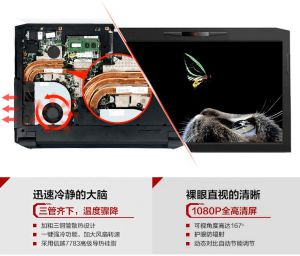 迅速冷静的大脑
三管齐下，温度骤降
加粗三铜管散热设计
一键强冷功能，加大风扇转速
采用信越7783高级导热硅脂
裸眼直视的清晰
1080P全高清屏
可视角度高达167°
护眼防辐射
动态对比自动节能调节